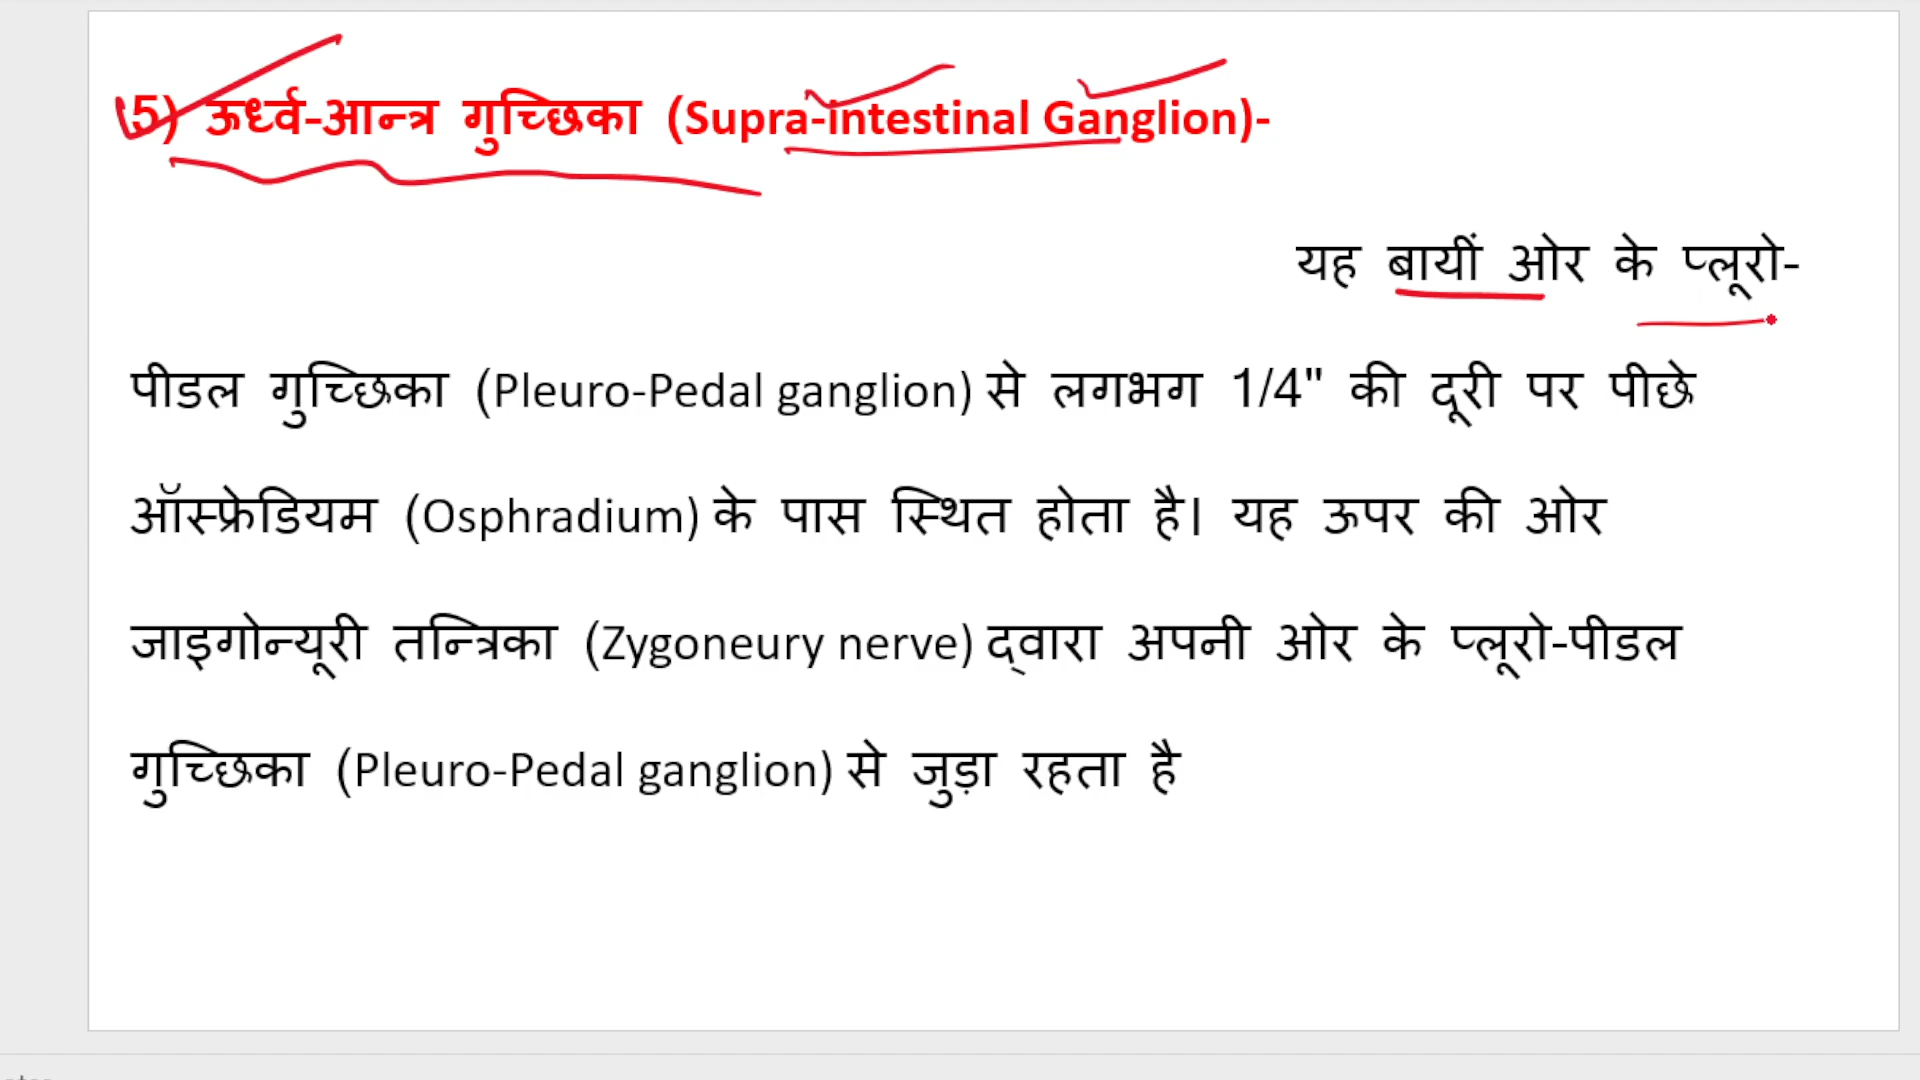 (5) ऊर्ध्व-आन्त्र गुच्छिका (Supra-intestinal Ganglion)-
यह बायीं ओर के प्लूरो-
पीडल गुच्छिका (Pleuro-Pedal ganglion) से लगभग 1/4" की दूरी पर पीछे
ऑस्फ्रेडियम (Osphradium) के पास स्थित होता है। यह ऊपर की ओर
जाइगोन्यूरी तन्त्रिका (Zygoneury nerve) द्वारा अपनी ओर के प्लूरो-पीडल
गुच्छिका (Pleuro-Pedal ganglion) से जुड़ा रहता है